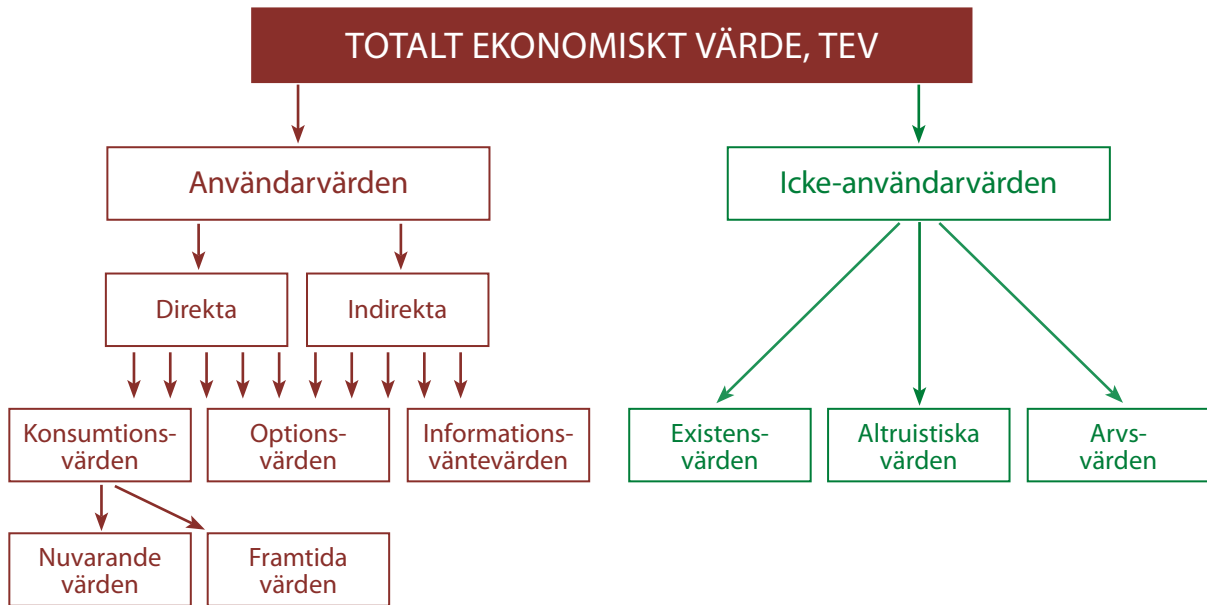 TOTALT EKONOMISKT VÄRDE, TEV
Användarvärden
Icke-användarvärden
Direkta
Indirekta
Konsumtions-
värden
Options-
värden
Informations-
väntevärden
Existens-
värden
Altruistiska
värden
Arvs-
värden
Nuvarande
värden
Framtida
värden